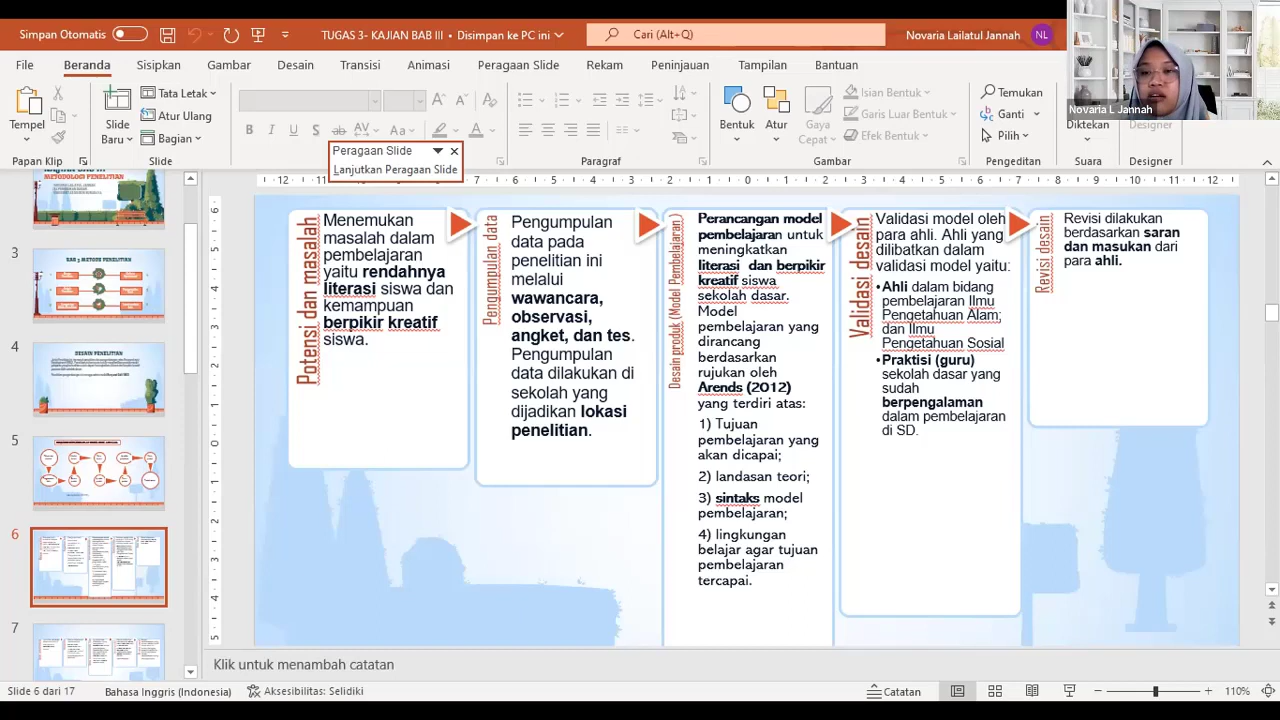 Simpan Otomatis
TUGAS 3- KAJIAN BAB III • Disimpan ke PC ini
Cari (Alt+Q)
Novaria Lailatul Jannah
NL
Novaria L Jannah
File
Beranda
Sisipkan
Gambar
Desain
Transisi
Animasi
Peragaan Slide
Rekam
Peninjauan
Tampilan
Bantuan
Tempel
Slide
Baru
Tata Letak
Atur Ulang
Bagian
Bentuk
Atur
Gaya
Cepat
Isian Bentuk
Garis Luar Bentuk
Efek Bentuk
Temukan
Ganti
Pilih
Diktekan
Designer
Papan Klip
Slide
Paragraf
Gambar
Pengeditan
Suara
Designer
Peragaan Slide
Lanjutkan Peragaan Slide
3
BAB 3 METODE PENELITIAN
4
DESAIN PENELITIAN
5
6
7
Potensi dan masalah
Menemukan
masalah dalam
pembelajaran
yaitu rendahnya
literasi siswa dan
kemampuan
berpikir kreatif
siswa.
Pengumpulan data
Pengumpulan
data pada
penelitian ini
melalui
wawancara,
observasi,
angket, dan tes.
Pengumpulan
data dilakukan di
sekolah yang
dijadikan lokasi
penelitian.
Desain produk (Model Pembelajaran)
Perancangan model
pembelajaran untuk
meningkatkan
literasi dan berpikir
kreatif siswa
sekolah dasar.
Model
pembelajaran yang
dirancang
berdasarkan
rujukan oleh
Arends (2012)
yang terdiri atas:
1) Tujuan
pembelajaran yang
akan dicapai;
2) landasan teori;
3) sintaks model
pembelajaran;
4) lingkungan
belajar agar tujuan
pembelajaran
tercapai.
Validasi desain
Validasi model oleh
para ahli. Ahli yang
dilibatkan dalam
validasi model yaitu:
•Ahli dalam bidang
pembelajaran Ilmu
Pengetahuan Alam;
dan Ilmu
Pengetahuan Sosial
•Praktisi (guru)
sekolah dasar yang
sudah
berpengalaman
dalam pembelajaran
di SD.
Revisi desain
Revisi dilakukan
berdasarkan saran
dan masukan dari
para ahli.
Klik untuk menambah catatan
Slide 6 dari 17
Bahasa Inggris (Indonesia)
Aksesibilitas: Selidiki
Catatan
110%